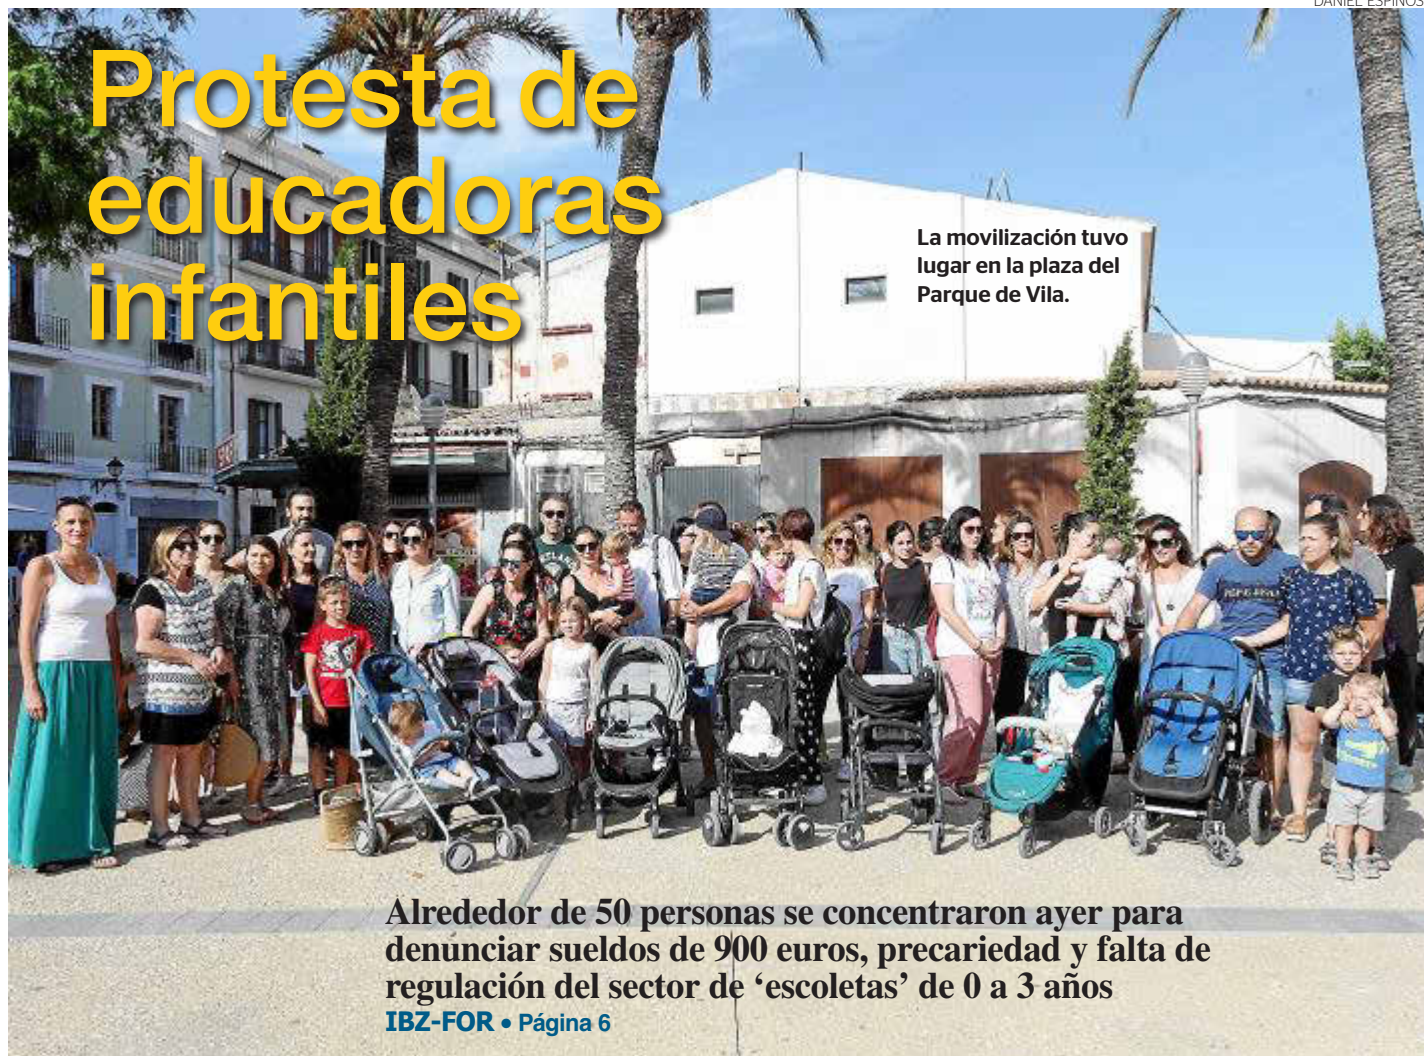 DANIEL ESPINÓS
Protesta de
educadoras
infantiles
La movilización tuvo
lugar en la plaza del
Parque de Vila.
Alrededor de 50 personas se concentraron ayer para
denunciar sueldos de 900 euros, precariedad y falta de
regulación del sector de ‘escoletas’ de 0 a 3 años
IBZ-FOR • Página 6